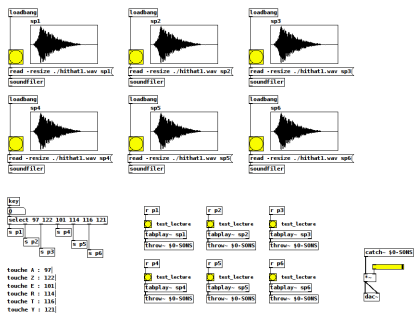 loadbang
sp1
read -resize ./hithat1.wav sp1
soundfiler
loadbang
sp2
read -resize ./hithat1.wav sp2
soundfiler
loadbang
sp3
read -resize ./hithat1.wav sp3
soundfiler
loadbang
sp4
read -resize ./hithat1.wav sp4
soundfiler
loadbang
sp5
read -resize ./hithat1.wav sp5
soundfiler
loadbang
sp6
read -resize ./hithat1.wav sp6
soundfiler
key
0
select 97 122 101 114 116 121
s p1
s p2
s p3
s p4
s p5
s p6
touche A : 97
touche Z : 122
touche E : 101
touche R : 114
touche T : 116
touche Y : 121
r p1
test_lecture
tabplay~ sp1
throw~ $0-SONS
r p2
test_lecture
tabplay~ sp2
throw~ $0-SONS
r p3
test_lecture
tabplay~ sp3
throw~ $0-SONS
r p4
test_lecture
tabplay~ sp4
throw~ $0-SONS
r p5
test_lecture
tabplay~ sp5
throw~ $0-SONS
r p6
test_lecture
tabplay~ sp6
throw~ $0-SONS
catch~ $0-SONS
*~
dac~